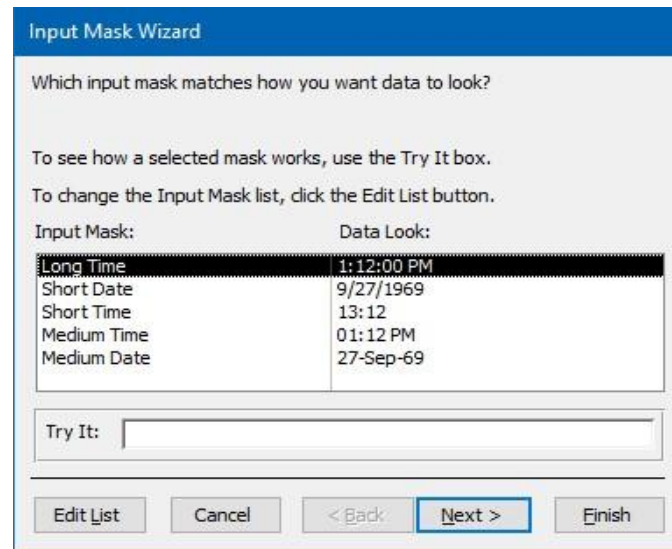 Input Mask Wizard
Which input mask matches how you want data to look?
To see how a selected mask works, use the Try It box.
To change the Input Mask list, click the Edit List button.
Input Mask: Data Look:
Long Time 1:12:00 PM
Short Date 9/27/1969
Short Time 13:12
Medium Time 01:12 PM
Medium Date 27-Sep-69
Try It:
Edit List Cancel < Back Next > Finish